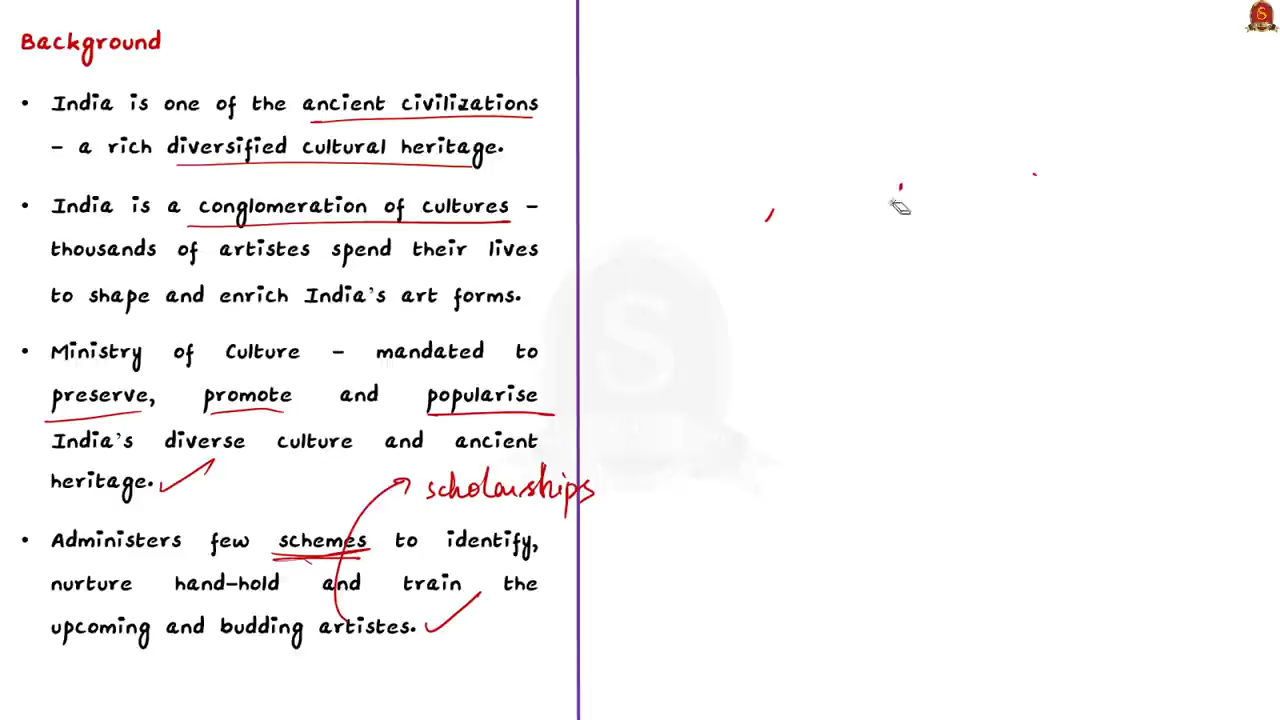 Background
• India is one of the ancient civilizations
- a rich diversified cultural heritage.
• India is a conglomeration of cultures -
thousands of artistes spend their lives
to shape and enrich India's art forms.
• Ministry of Culture - mandated to
preserve, promote and popularise
India's diverse culture and ancient
heritage.
scholarships
• Administers few schemes to identify,
nurture hand-hold and train the
upcoming and budding artistes.
S